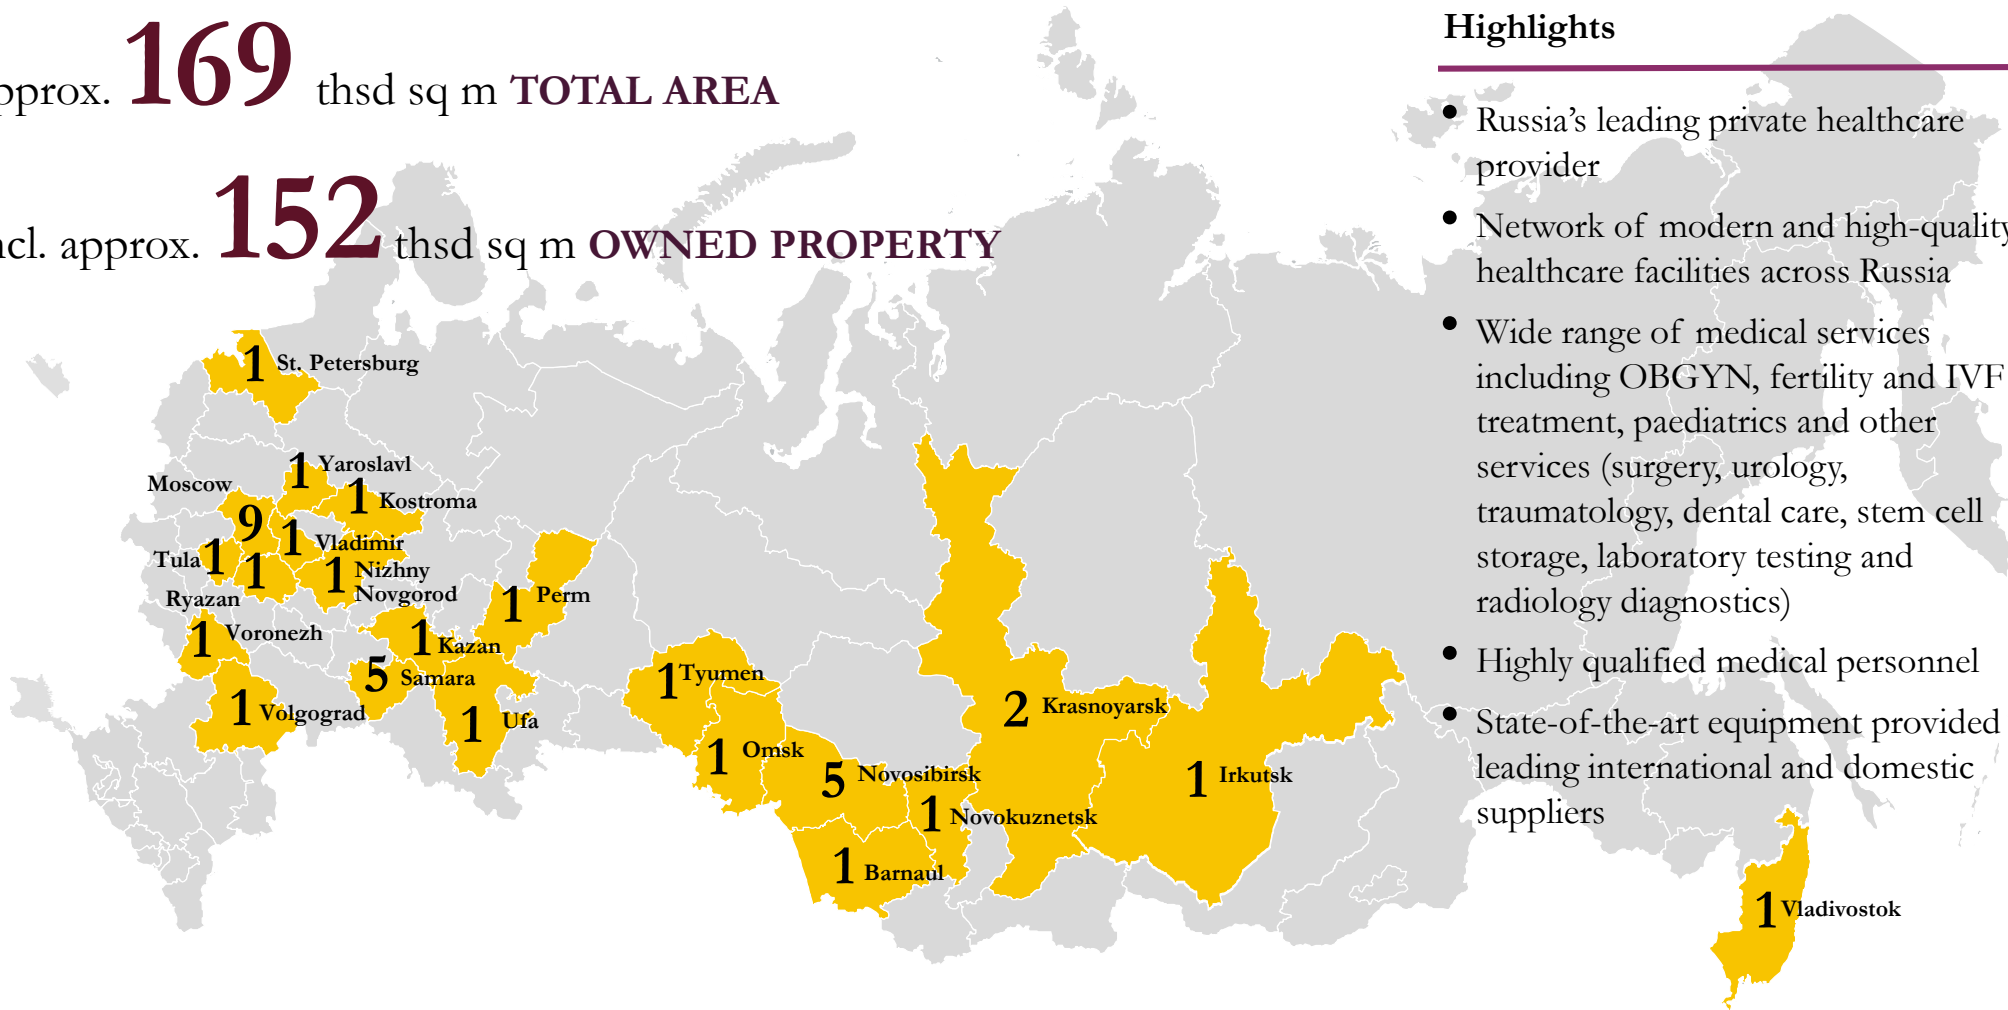 pprox. 169 thsd sq m TOTAL AREA
ncl. approx. 152 thsd sq m OWNED PROPERTY
1 St. Petersburg
1 Yaroslavl
Moscow
9
1 Kostroma
1 Vladimir
Tula 1
1
Ryazan
1 Nizhny
Novgorod
1 Perm
1 Voronezh
1 Kazan
5 Samara
1 Volgograd
1 Ufa
1 Tyumen
1 Omsk
5 Novosibirsk
1 Novokuznetsk
1 Barnaul
2 Krasnoyarsk
1 Irkutsk
1 Vladivostok
Highlights
• Russia’s leading private healthcare
provider
• Network of modern and high-quality
healthcare facilities across Russia
• Wide range of medical services
including OBGYN, fertility and IVF
treatment, paediatrics and other
services (surgery, urology,
traumatology, dental care, stem cell
storage, laboratory testing and
radiology diagnostics)
• Highly qualified medical personnel
• State-of-the-art equipment provided
leading international and domestic
suppliers